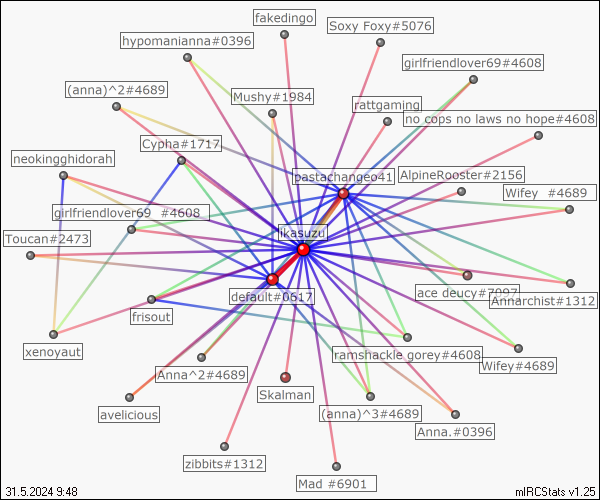 fakedingo
Soxy Foxy#5076
hypomanianna#0396
girlfriendlover69#4608
(anna)^2#4689
Mushy#1984
rattgaming
no cops no laws no hope#4608
Cypha#1717
neokingghidorah
pastachangeo41
AlpineRooster#2156
Wifey  #4689
girlfriendlover69  #4608
Toucan#2473
likasuzu
default#0617
ace deucy#7097
Annarchist#1312
frisout
xenoyaut
ramshackle gorey#4608
Wifey#4689
Anna^2#4689
Skalman
avelicious
(anna)^3#4689
Anna.#0396
zibbits#1312
Mad #6901
31.5.2024 9:48
mIRCStats v1.25